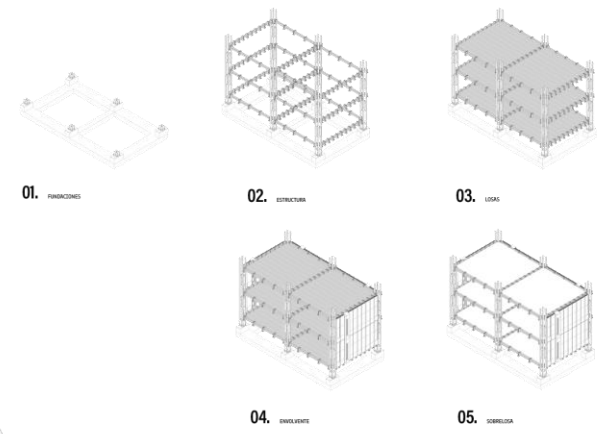 01. FUNDACIONES
02. ESTRUCTURA
03. LOSAS
04. ENVOLVENTE
05. SOBRELOSA